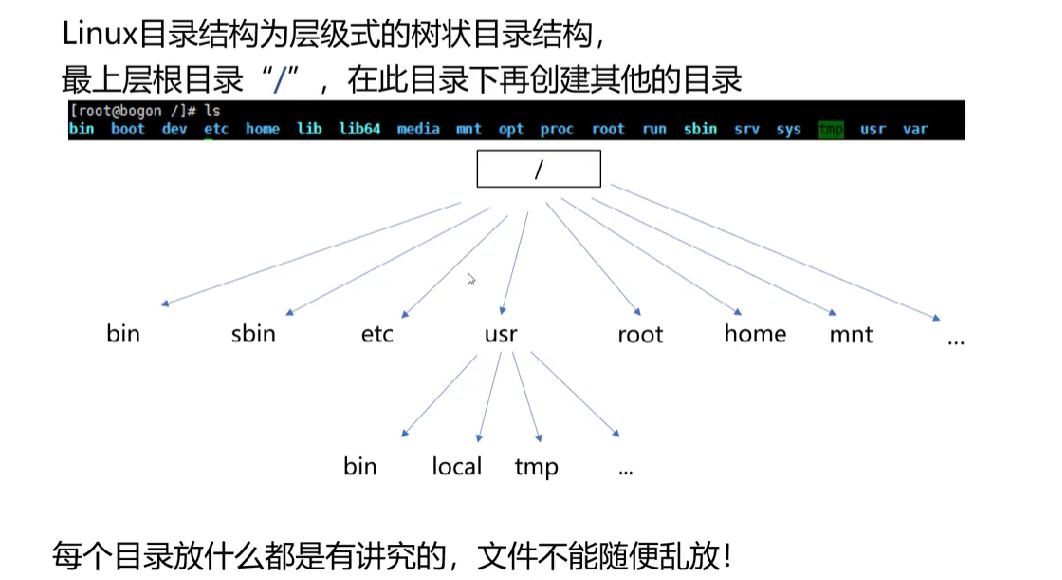 Linux目录结构为层级式的树状目录结构，
最上层根目录“/”，在此目录下再创建其他的目录
[root@bogon /]# ls
bin boot dev etc home lib lib64 media mnt opt proc root run sbin srv sys tmp usr var
/
bin sbin etc usr root home mnt ...
bin local tmp ...
每个目录放什么都是有讲究的，文件不能随便乱放！